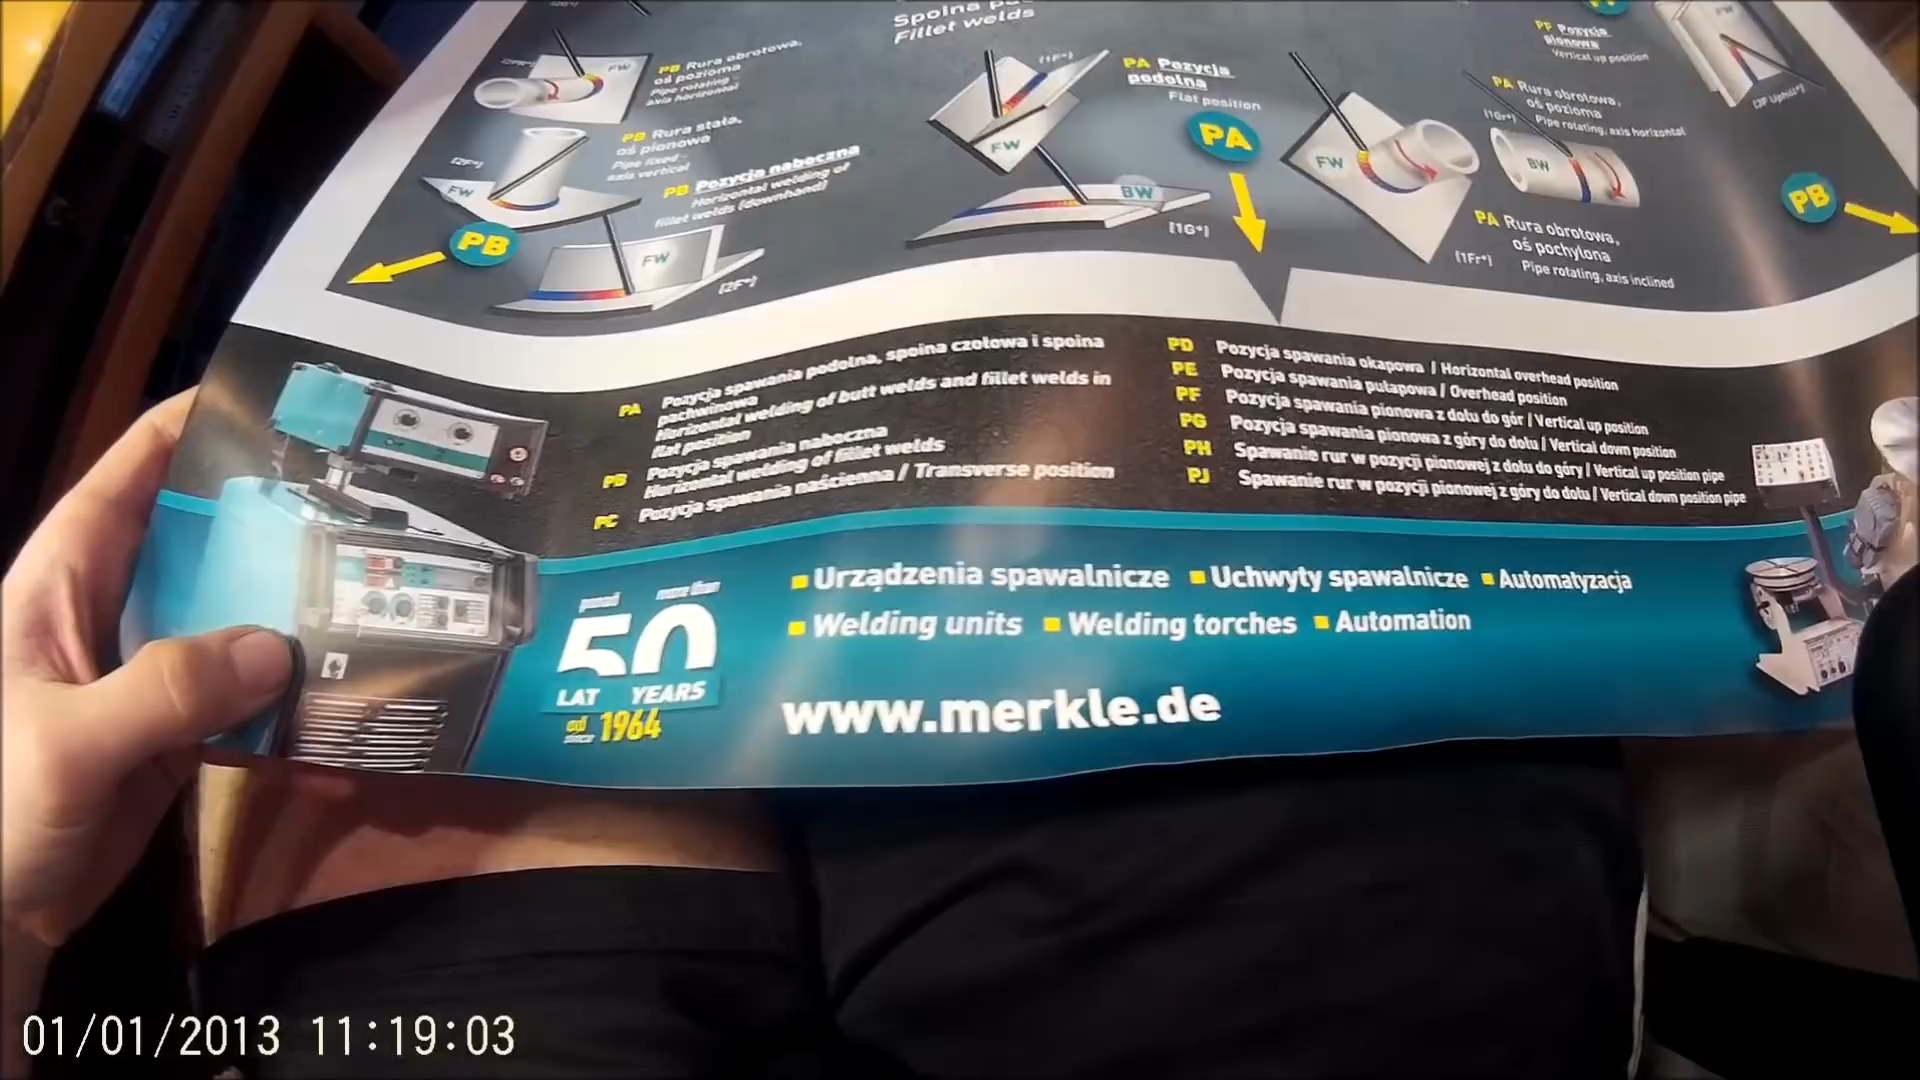 Spoina
Fillet welds
PF Pozycja
pionowa
Vertical up position
(2F Uphill*)
FW
PB Rura obrotowa,
oś pozioma
Pipe rotating -
axis horizontal
FW
PB Rura stała,
oś pionowa
Pipe fixed -
axis vertical
(2F*)
FW
PB Pozycja naboczna
Horizontal welding of
fillet welds (downhand)
PB
FW
(2F*)
(1F*)
FW
PA Pozycja
podolna
Flat position
PA
BW
(1G*)
FW
(1Fr*)
PA Rura obrotowa,
oś pozioma
Pipe rotating, axis horizontal
(1Gr*)
BW
PA Rura obrotowa,
oś pochylona
Pipe rotating, axis inclined
PB
PA Pozycja spawania podolna, spoina czołowa i spoina
pachwinowa
Horizontal welding of butt welds and fillet welds in
flat position
PB Pozycja spawania naboczna
Horizontal welding of fillet welds
PC Pozycja spawania naścienna / Transverse position
PD Pozycja spawania okapowa / Horizontal overhead position
PE Pozycja spawania pułapowa / Overhead position
PF Pozycja spawania pionowa z dołu do gór / Vertical up position
PG Pozycja spawania pionowa z góry do dołu / Vertical down position
PH Spawanie rur w pozycji pionowej z dołu do góry / Vertical up position pipe
PJ Spawanie rur w pozycji pionowej z góry do dołu / Vertical down position pipe
ponad more than
50
LAT YEARS
od since 1964
Urządzenia spawalnicze Uchwyty spawalnicze Automatyzacja
Welding units Welding torches Automation
www.merkle.de
01/01/2013 11:19:03